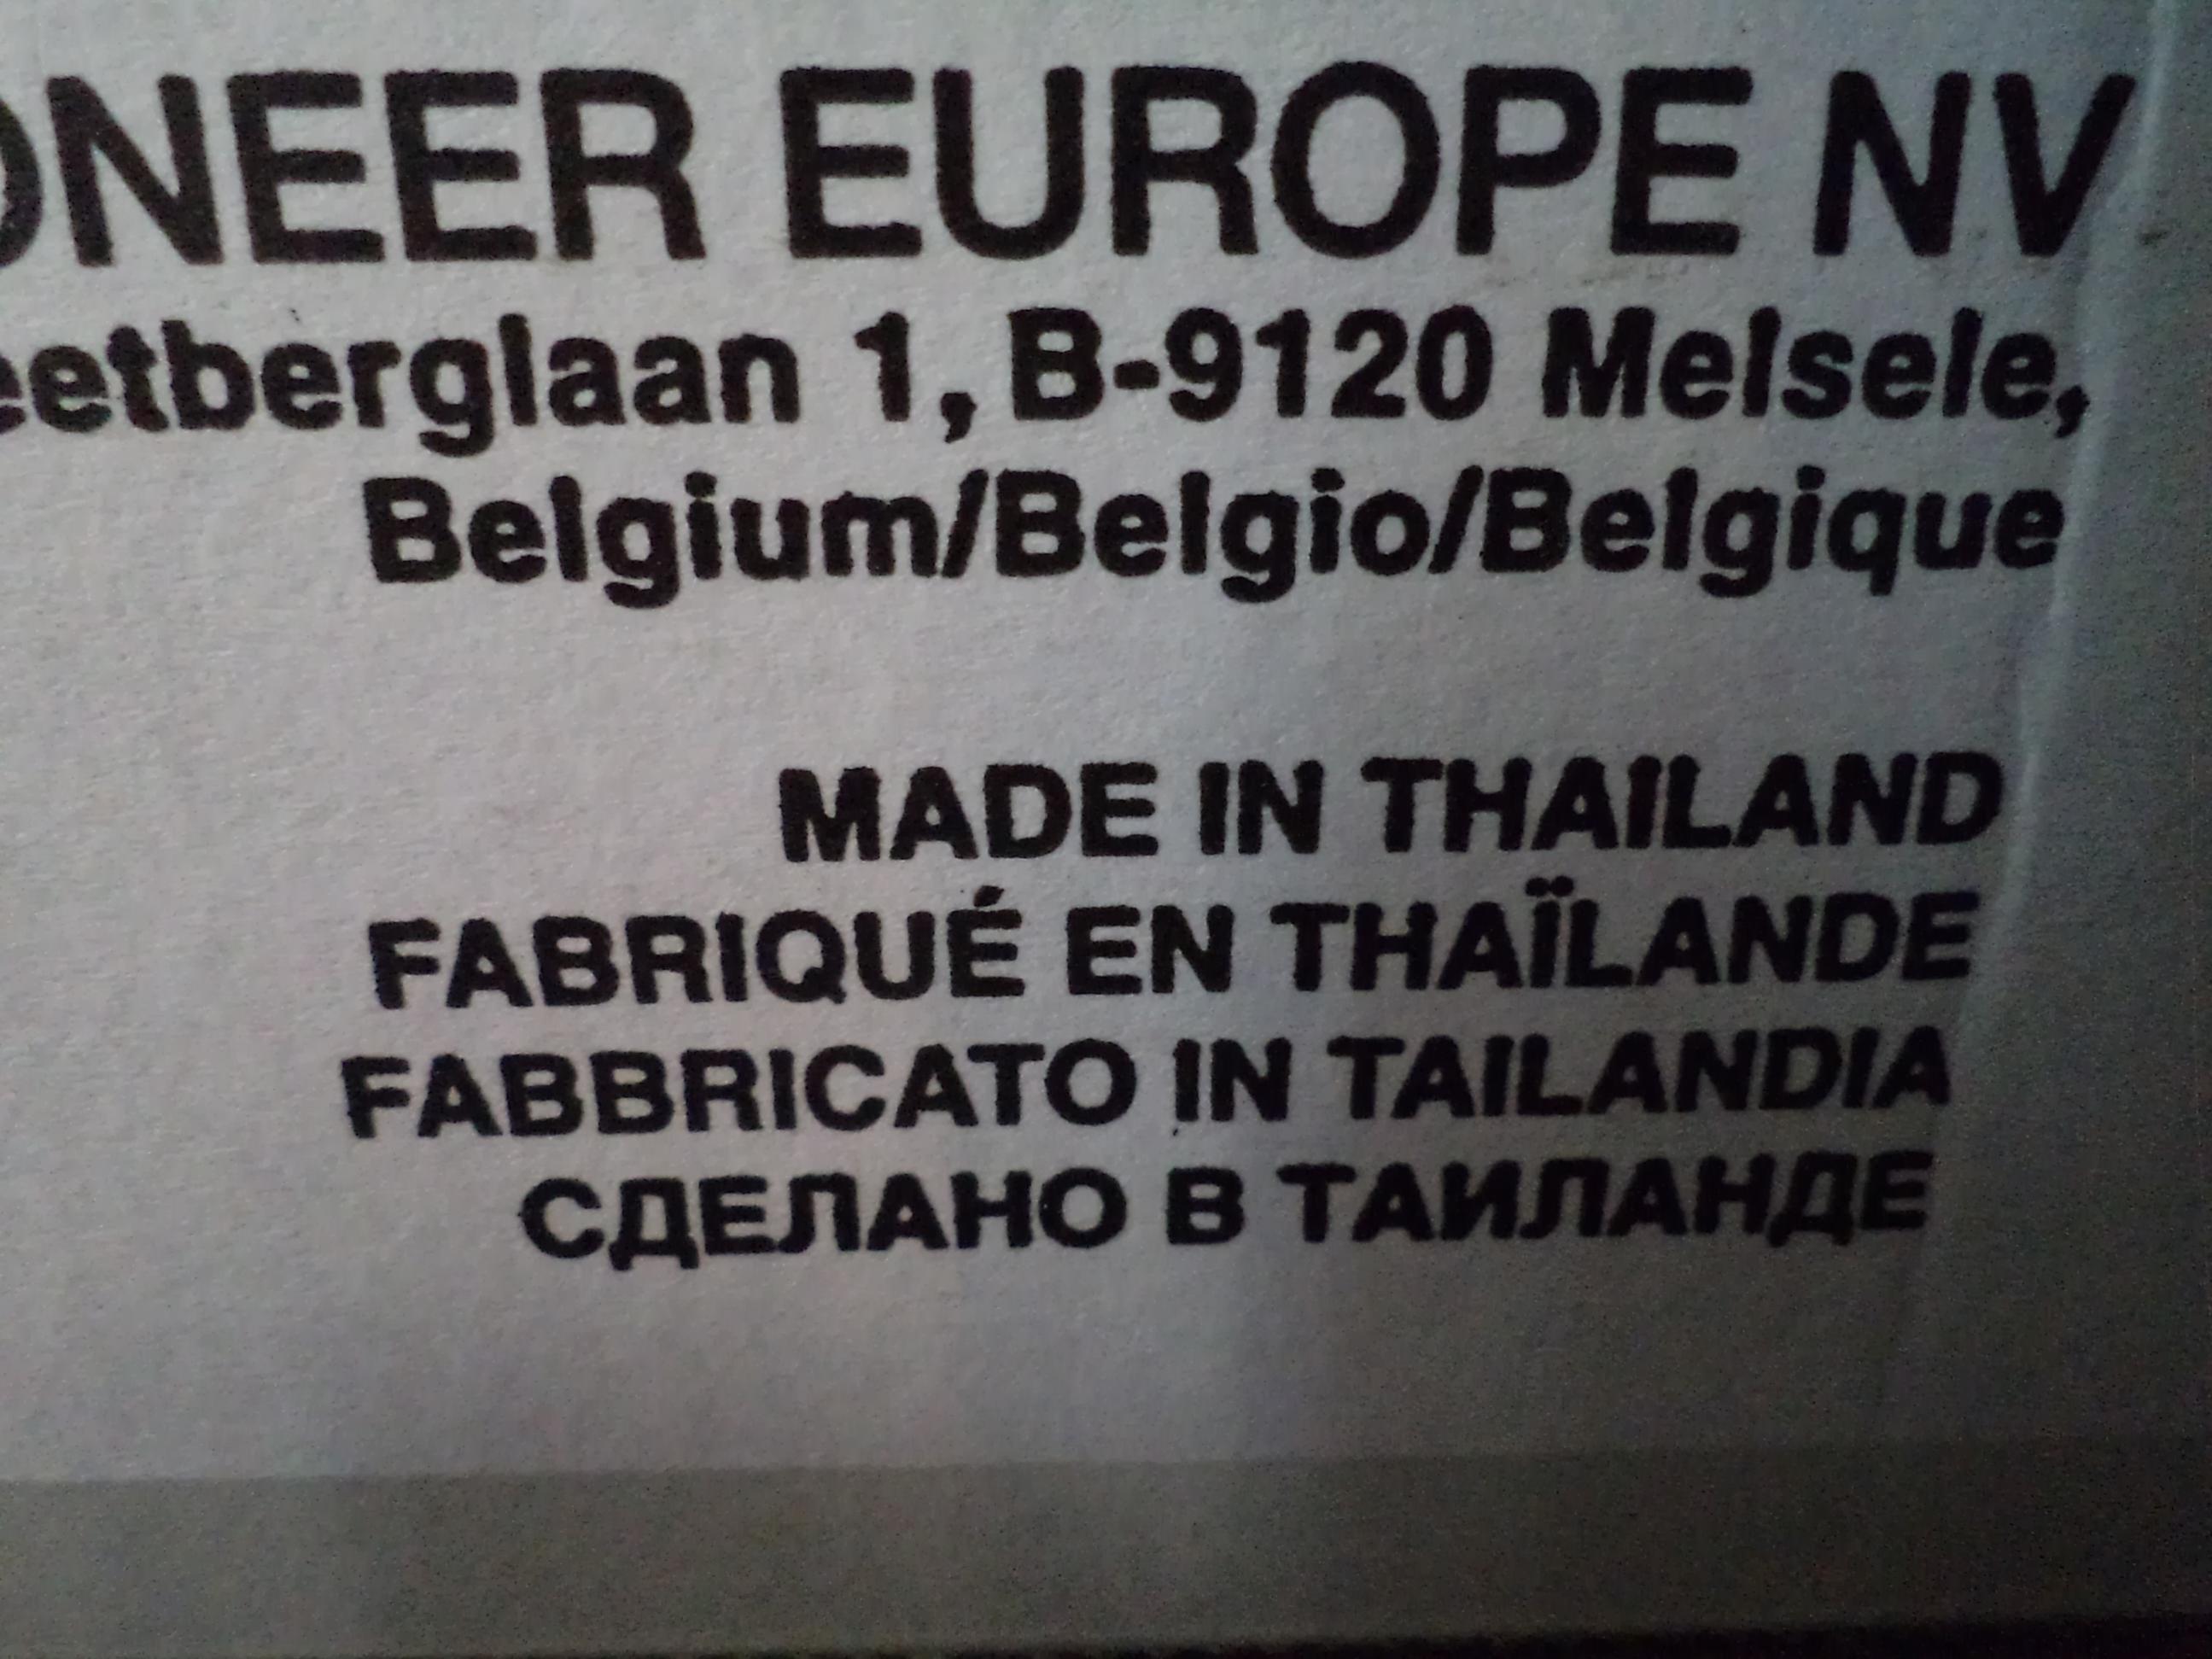 ONEER EUROPE NV
eetberglaan 1, B-9120 Melsele,
Belgium/Belgio/Belgique
MADE IN THAILAND
FABRIQUÉ EN THAÏLANDE
FABBRICATO IN TAILANDIA
СДЕЛАНО В ТАИЛАНДЕ